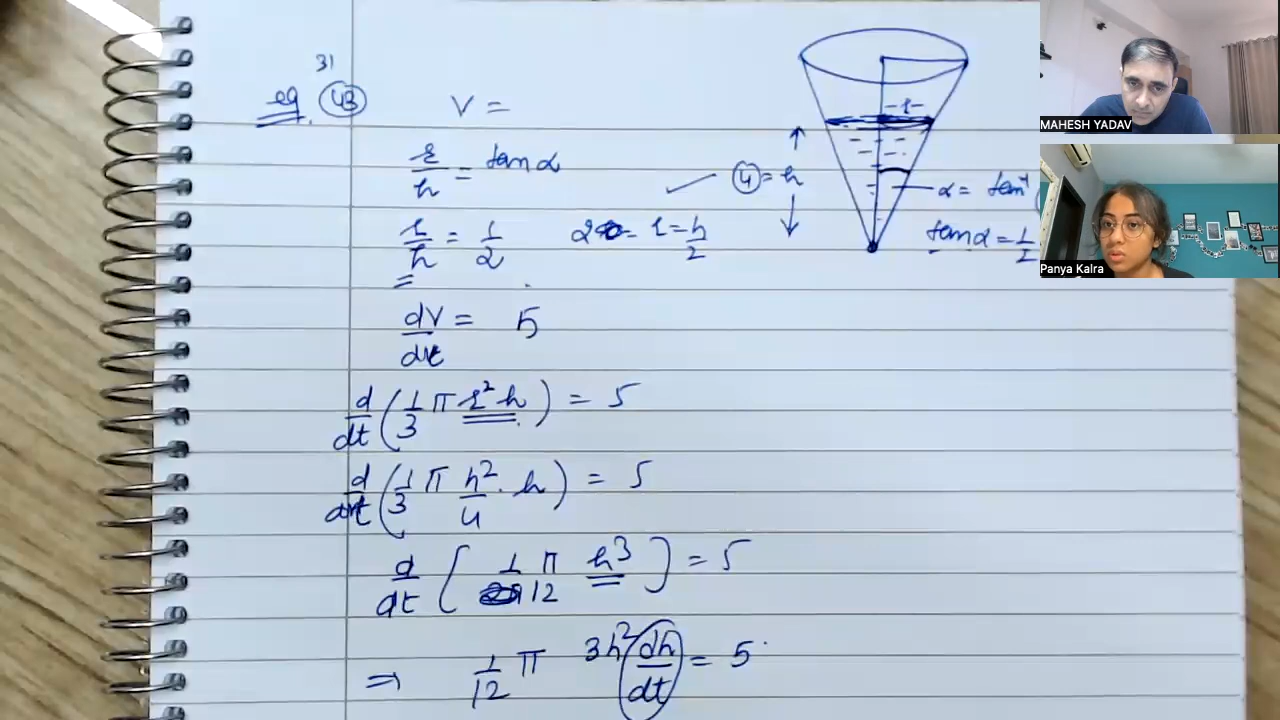 31
eg. 43
V =
r/h = tan α
4 = h
α = tan⁻¹
r/h = 1/2
r = h/2
tan α = 1/2
dV/dt = 5
d/dt (1/3 π r² h) = 5
d/dt (1/3 π h²/4 · h) = 5
d/dt [1/12 π h³] = 5
⇒ 1/12 π 3h² dh/dt = 5
- r -
MAHESH YADAV
Panya Kalra